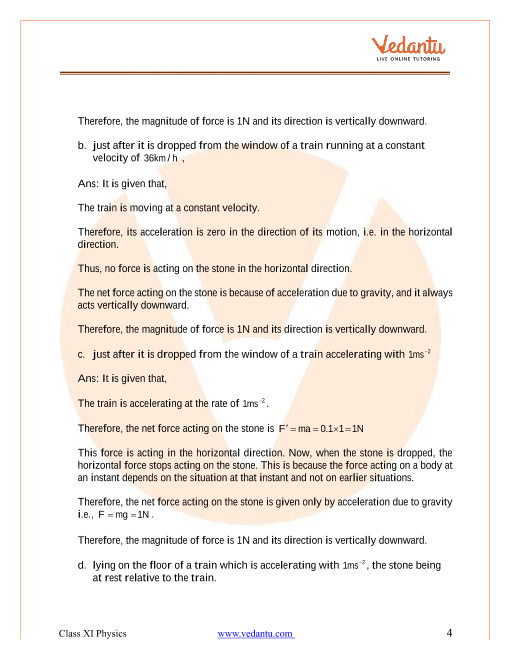 Vedantu
LIVE ONLINE TUTORING
Therefore, the magnitude of force is 1N and its direction is vertically downward.
b. just after it is dropped from the window of a train running at a constant
velocity of 36km / h ,
Ans: It is given that,
The train is moving at a constant velocity.
Therefore, its acceleration is zero in the direction of its motion, i.e. in the horizontal
direction.
Thus, no force is acting on the stone in the horizontal direction.
The net force acting on the stone is because of acceleration due to gravity, and it always
acts vertically downward.
Therefore, the magnitude of force is 1N and its direction is vertically downward.
c. just after it is dropped from the window of a train accelerating with 1ms⁻²
Ans: It is given that,
The train is accelerating at the rate of 1ms⁻².
Therefore, the net force acting on the stone is F′ = ma = 0.1×1 = 1N
This force is acting in the horizontal direction. Now, when the stone is dropped, the
horizontal force stops acting on the stone. This is because the force acting on a body at
an instant depends on the situation at that instant and not on earlier situations.
Therefore, the net force acting on the stone is given only by acceleration due to gravity
i.e., F = mg = 1N .
Therefore, the magnitude of force is 1N and its direction is vertically downward.
d. lying on the floor of a train which is accelerating with 1ms⁻², the stone being
at rest relative to the train.
Class XI Physics www.vedantu.com 4